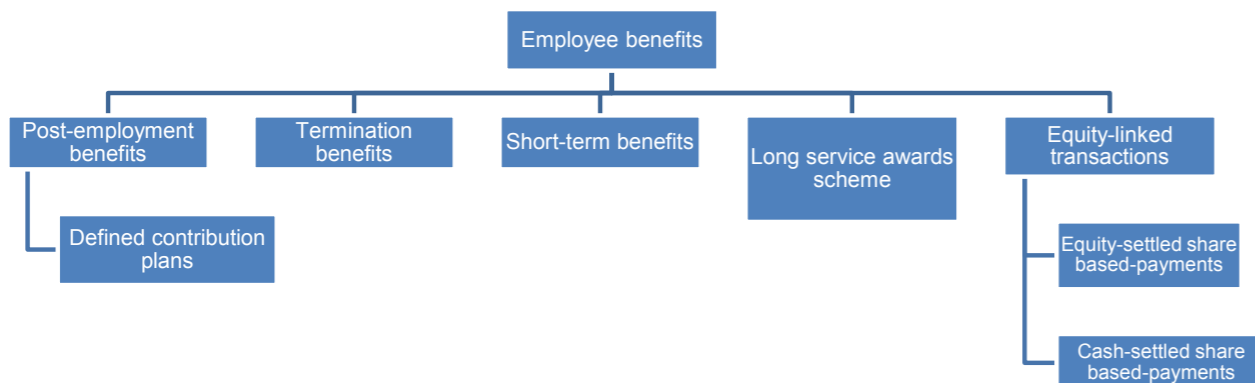 Employee benefits
Post-employment
benefits
Termination
benefits
Short-term benefits
Long service awards
scheme
Equity-linked
transactions
Defined contribution
plans
Equity-settled share
based-payments
Cash-settled share
based-payments